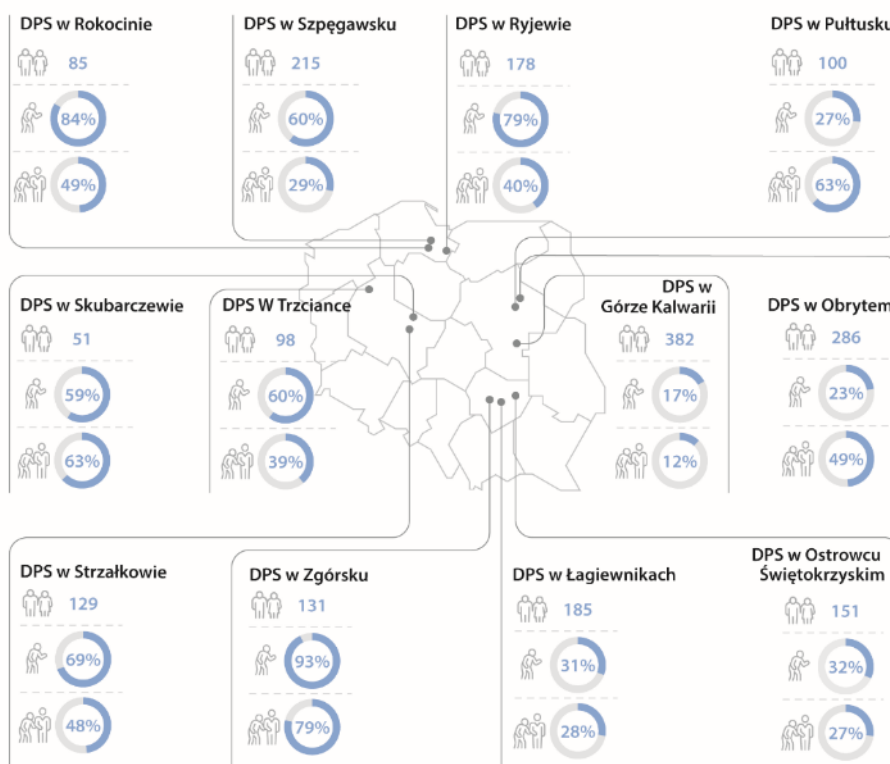 DPS w Rokocinie
85
84%
49%
DPS w Szpęgawsku
215
60%
29%
DPS w Ryjewie
178
79%
40%
DPS w Pułtusku
100
27%
63%
DPS w Skubarczewie
51
59%
63%
DPS W Trzciance
98
60%
39%
DPS w
Górze Kalwarii
382
17%
12%
DPS w Obrytem
286
23%
49%
DPS w Strzałkowie
129
69%
48%
DPS w Zgórsku
131
93%
79%
DPS w Łagiewnikach
185
31%
28%
DPS w Ostrowcu
Świętokrzyskim
151
32%
27%